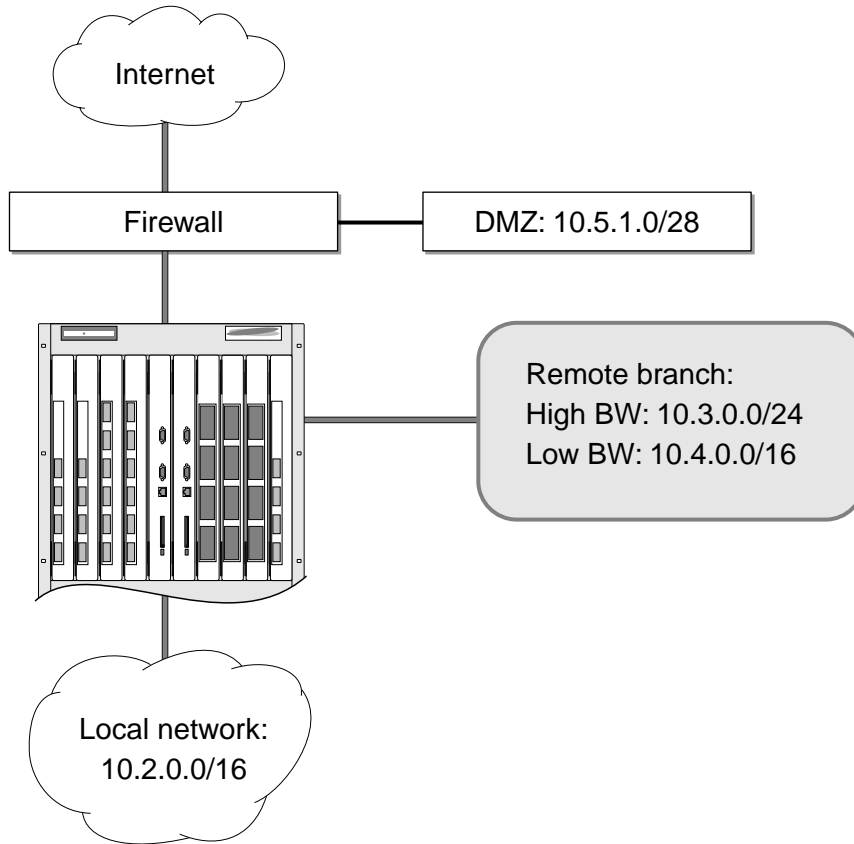 Internet
Firewall
DMZ: 10.5.1.0/28
Remote branch:
High BW: 10.3.0.0/24
Low BW: 10.4.0.0/16
Local network:
10.2.0.0/16